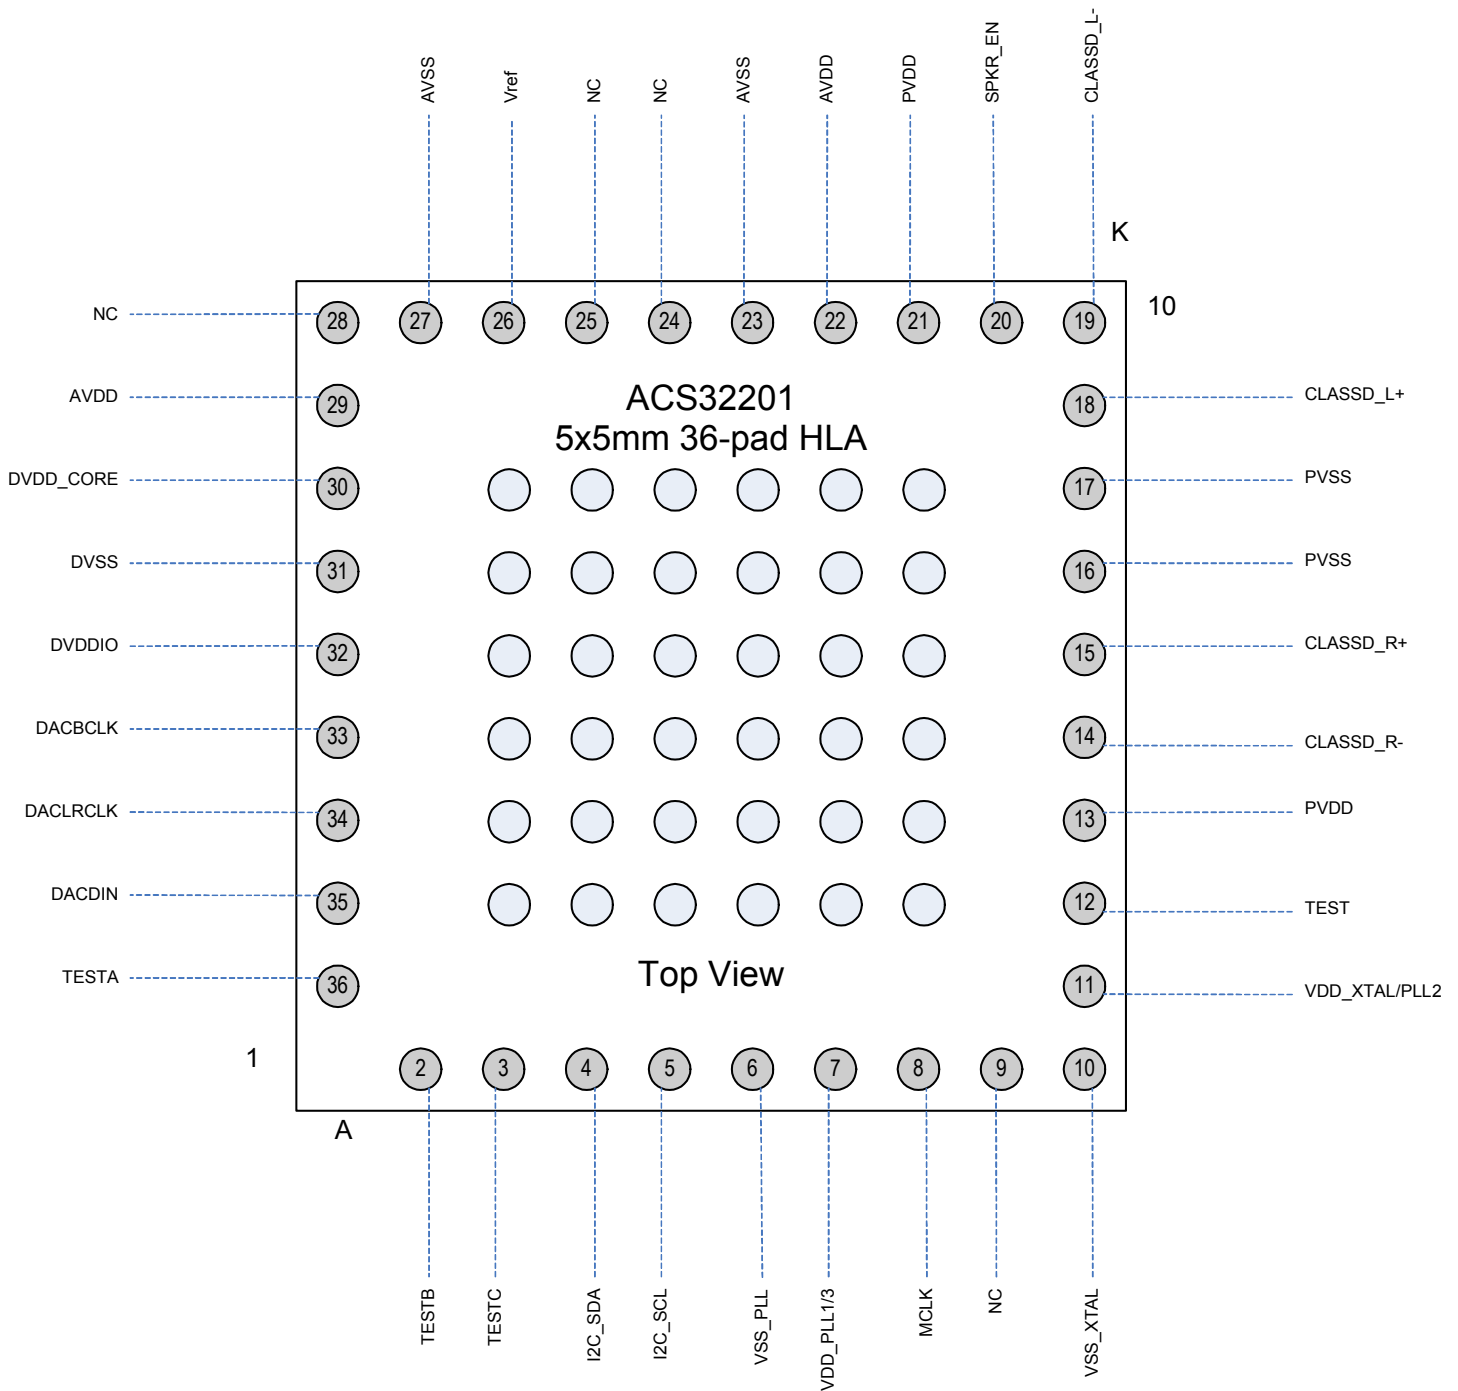 AVSS
Vref
NC
NC
AVSS
AVDD
PVDD
SPKR_EN
CLASSD_L-
K
10
NC
28
27
26
25
24
23
22
21
20
19
AVDD
29
ACS32201
5x5mm 36-pad HLA
18
CLASSD_L+
DVDD_CORE
30
17
PVSS
DVSS
31
16
PVSS
DVDDIO
32
15
CLASSD_R+
DACBCLK
33
14
CLASSD_R-
DACLRCLK
34
13
PVDD
DACDIN
35
12
TEST
TESTA
36
Top View
11
VDD_XTAL/PLL2
1
2
3
4
5
6
7
8
9
10
A
TESTB
TESTC
I2C_SDA
I2C_SCL
VSS_PLL
VDD_PLL1/3
MCLK
NC
VSS_XTAL